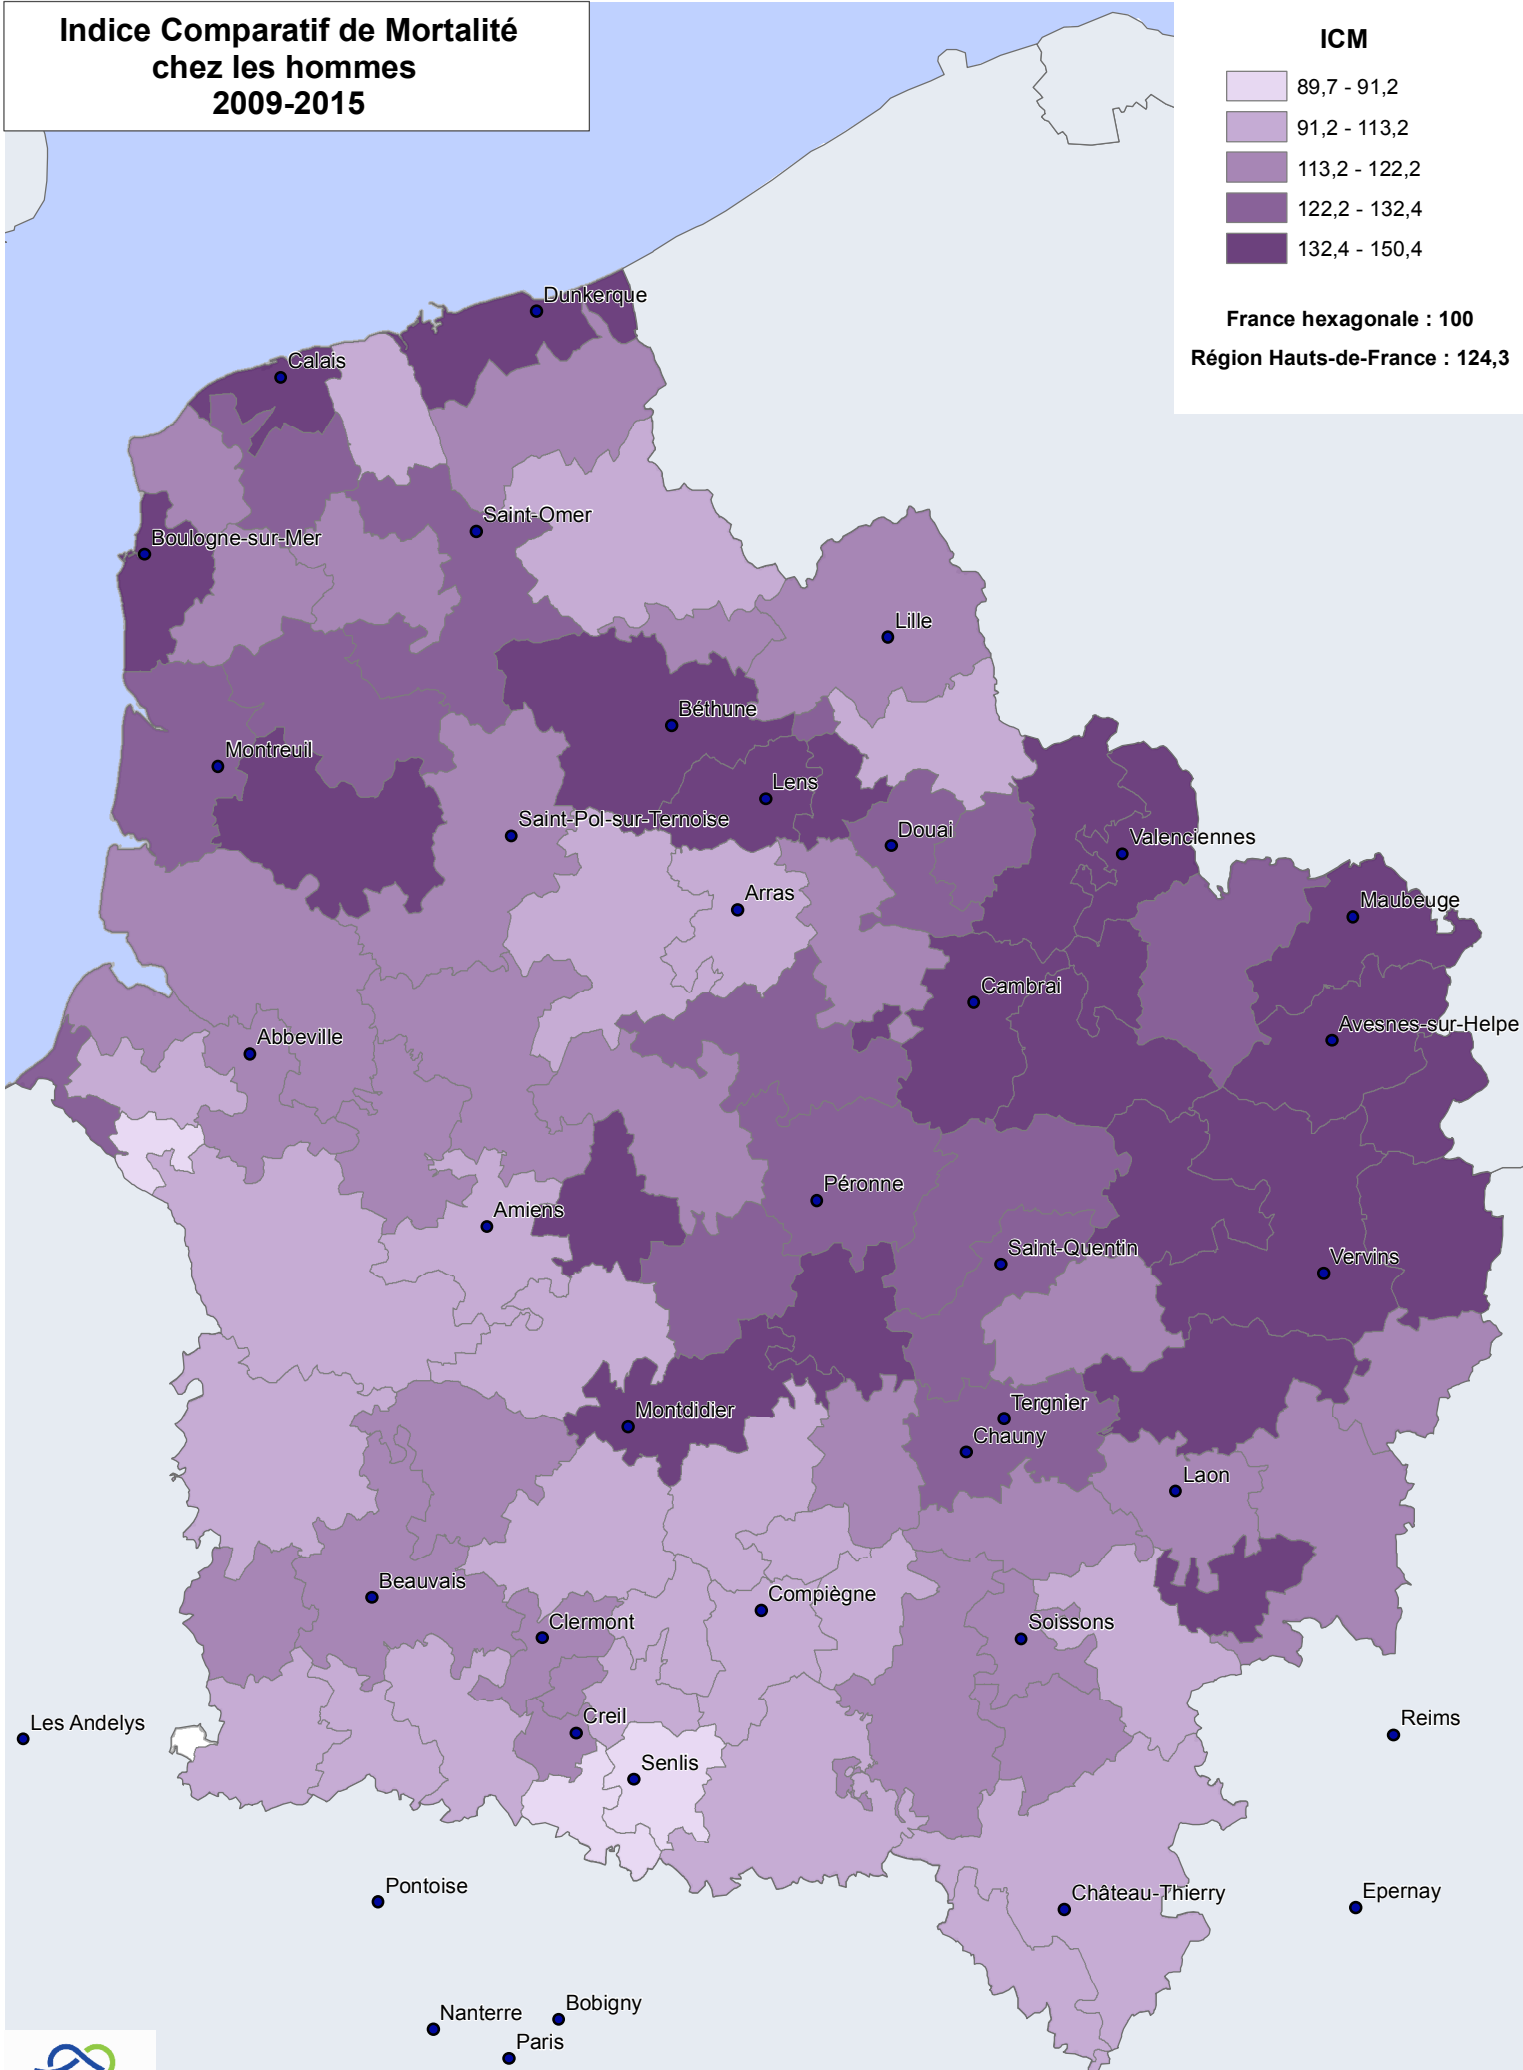 Indice Comparatif de Mortalité
chez les hommes
2009-2015
ICM
89,7 - 91,2
91,2 - 113,2
113,2 - 122,2
122,2 - 132,4
132,4 - 150,4
France hexagonale : 100
Région Hauts-de-France : 124,3
Dunkerque
Calais
Saint-Omer
Boulogne-sur-Mer
Lille
Béthune
Montreuil
Lens
Saint-Pol-sur-Ternoise
Douai
Valenciennes
Arras
Maubeuge
Cambrai
Avesnes-sur-Helpe
Abbeville
Péronne
Amiens
Saint-Quentin
Vervins
Montdidier
Tergnier
Chauny
Laon
Beauvais
Compiègne
Clermont
Soissons
Creil
Les Andelys
Reims
Senlis
Pontoise
Château-Thierry
Epernay
Nanterre
Bobigny
Paris